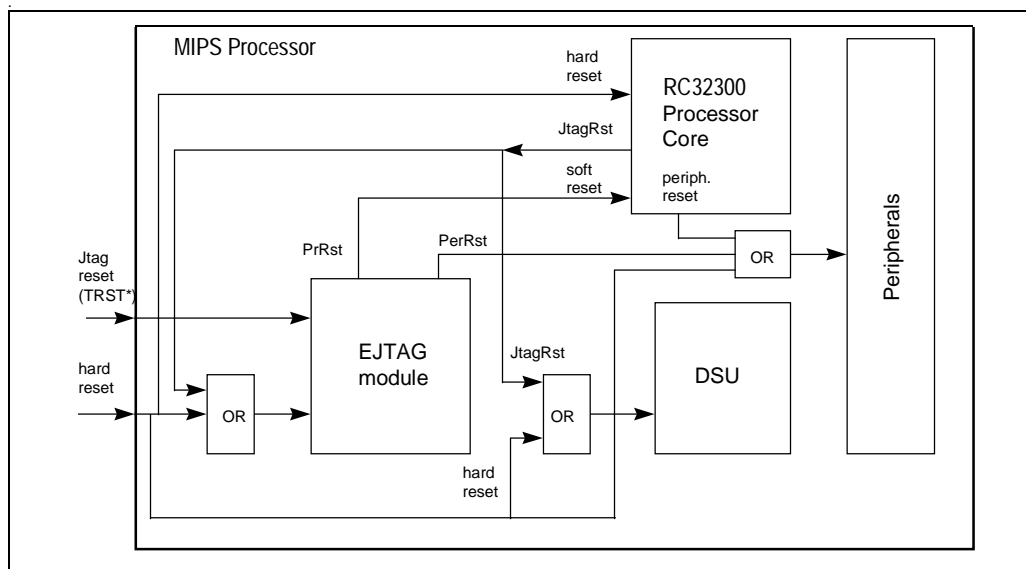 MIPS Processor
hard
reset
RC32300
Processor
Core
JtagRst
soft
reset
periph.
reset
PrRst
PerRst
OR
Peripherals
Jtag
reset
(TRST*)
EJTAG
module
JtagRst
DSU
hard
reset
OR
OR
hard
reset